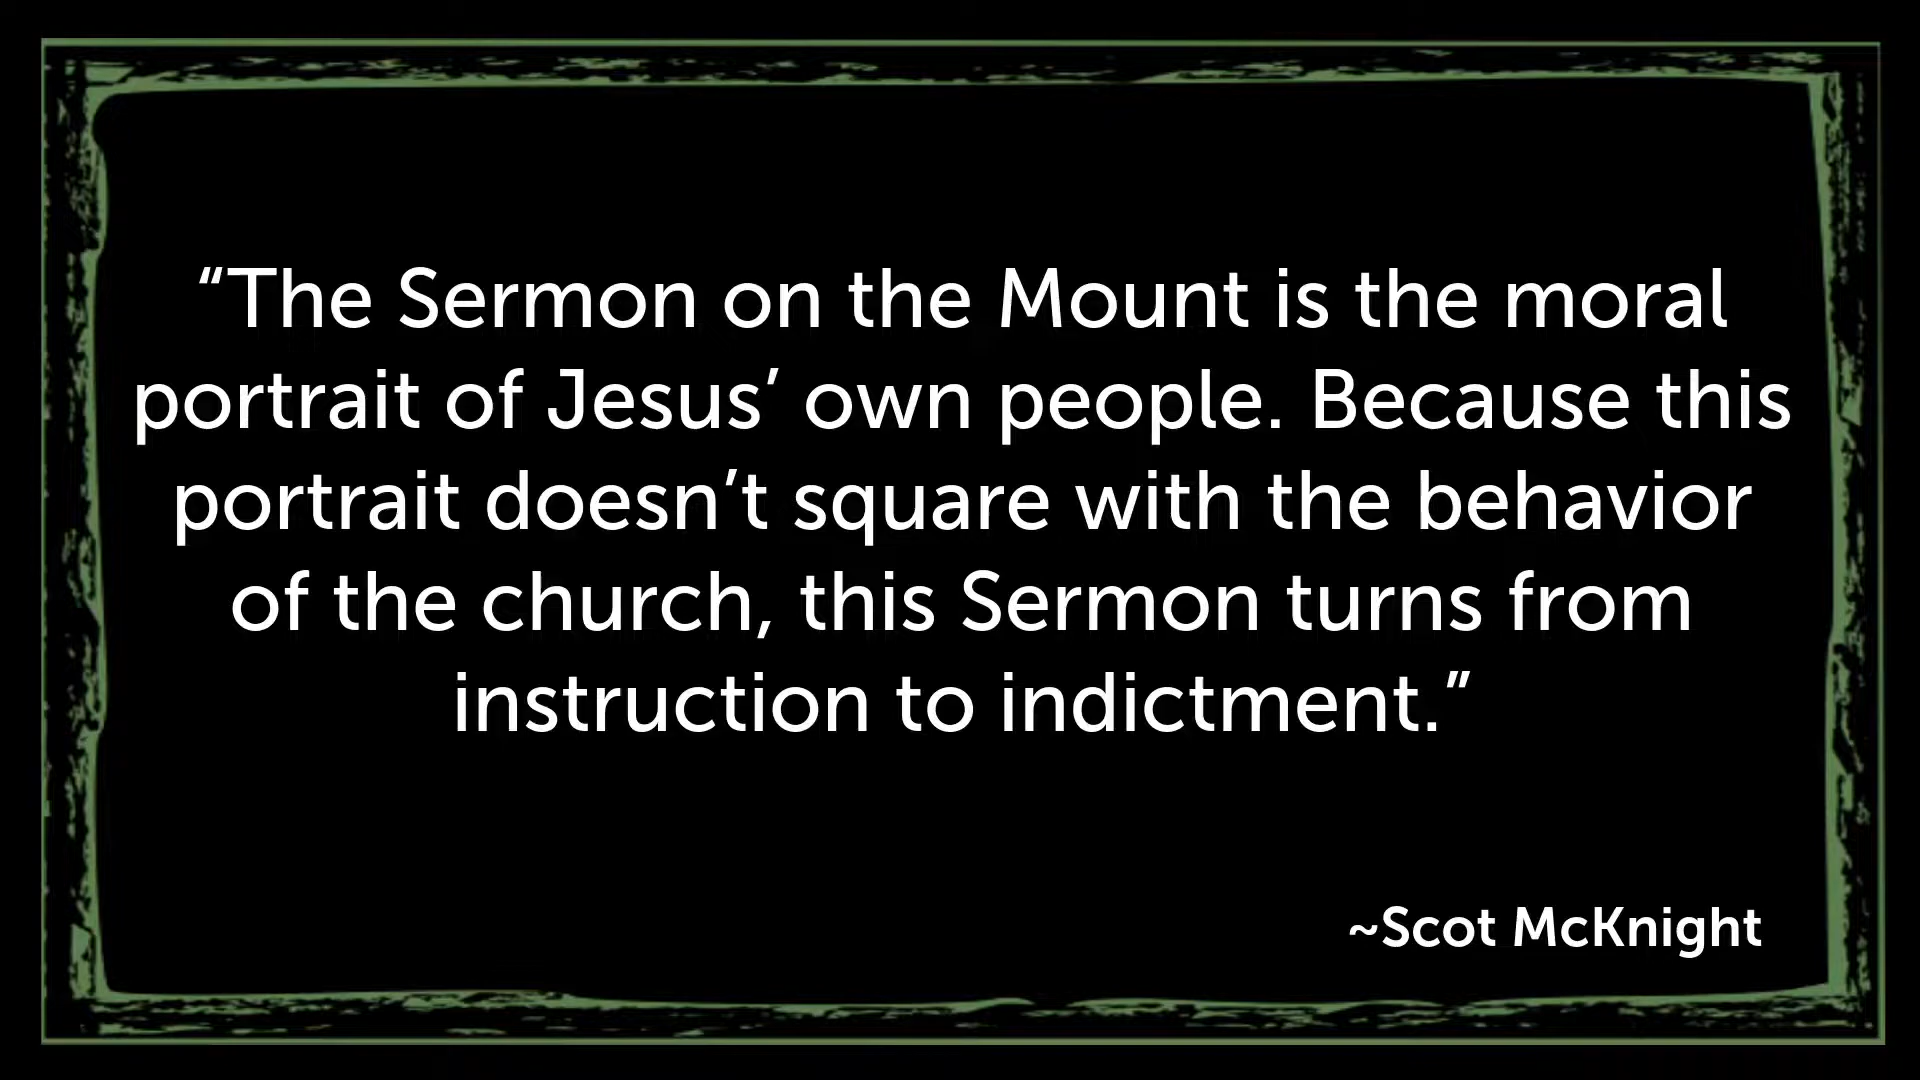 “The Sermon on the Mount is the moral
portrait of Jesus’ own people. Because this
portrait doesn’t square with the behavior
of the church, this Sermon turns from
instruction to indictment.”
~Scot McKnight